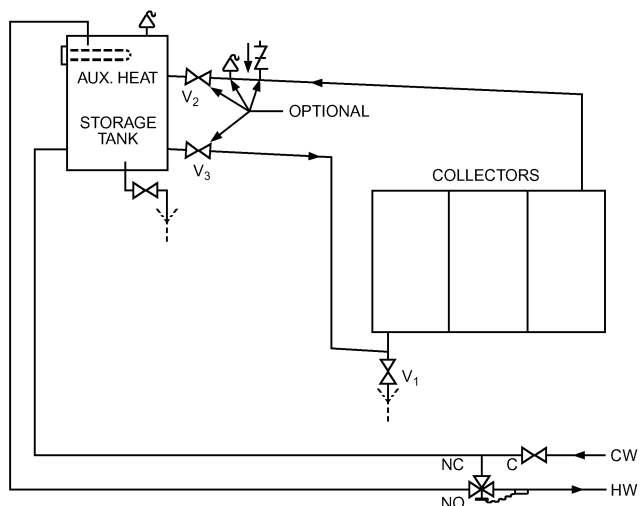 AUX. HEAT
V2
OPTIONAL
STORAGE
TANK
V3
COLLECTORS
V1
NC
C
CW
NO
HW